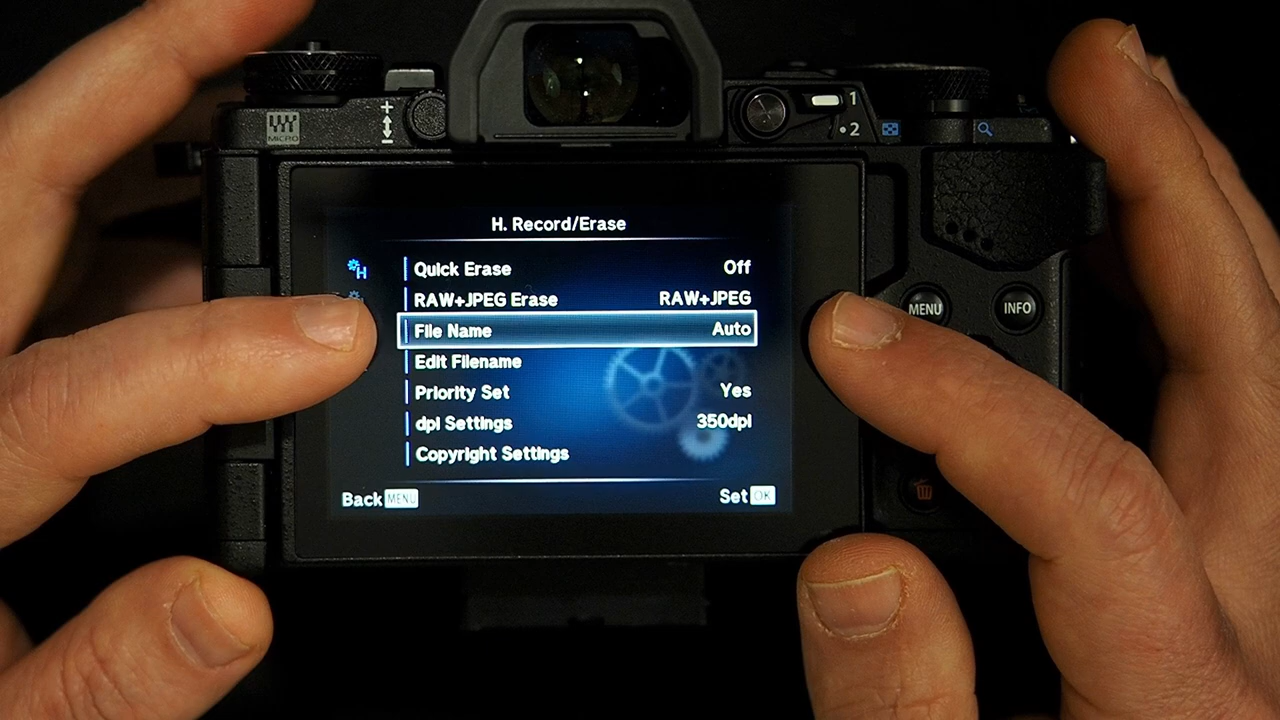 MICRO
1
2
H. Record/Erase
H
Quick Erase Off
RAW+JPEG Erase RAW+JPEG
File Name Auto
Edit Filename
Priority Set Yes
dpi Settings 350dpi
Copyright Settings
Back MENU
Set OK
MENU
INFO